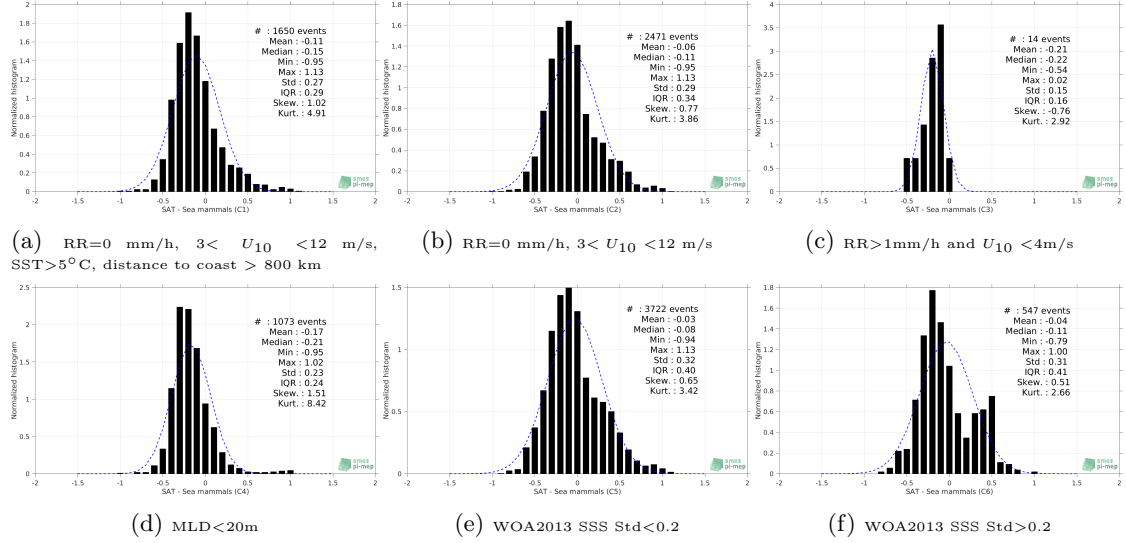 2
1.8
1.6
1.4
1.2
1
0.8
0.6
0.4
0.2
0
Normalized histogram
# : 1650 events
Mean : -0.11
Median : -0.15
Min : -0.95
Max : 1.13
Std : 0.27
IQR : 0.29
Skew. : 1.02
Kurt. : 4.91
smos
pi-mep
-2 -1.5 -1 -0.5 0 0.5 1 1.5 2
SAT - Sea mammals (C1)
(a) RR=0 mm/h, 3< U10 <12 m/s,
SST>5°C, distance to coast > 800 km
1.8
1.6
1.4
1.2
1
0.8
0.6
0.4
0.2
0
Normalized histogram
# : 2471 events
Mean : -0.06
Median : -0.11
Min : -0.95
Max : 1.13
Std : 0.29
IQR : 0.34
Skew. : 0.77
Kurt. : 3.86
smos
pi-mep
-2 -1.5 -1 -0.5 0 0.5 1 1.5 2
SAT - Sea mammals (C2)
(b) RR=0 mm/h, 3< U10 <12 m/s
4
3.5
3
2.5
2
1.5
1
0.5
0
Normalized histogram
# : 14 events
Mean : -0.21
Median : -0.22
Min : -0.54
Max : 0.02
Std : 0.15
IQR : 0.16
Skew. : -0.76
Kurt. : 2.92
smos
pi-mep
-2 -1.5 -1 -0.5 0 0.5 1 1.5 2
SAT - Sea mammals (C3)
(c) RR>1mm/h and U10 <4m/s
2.5
2
1.5
1
0.5
0
Normalized histogram
# : 1073 events
Mean : -0.17
Median : -0.21
Min : -0.95
Max : 1.02
Std : 0.23
IQR : 0.24
Skew. : 1.51
Kurt. : 8.42
smos
pi-mep
-2 -1.5 -1 -0.5 0 0.5 1 1.5 2
SAT - Sea mammals (C4)
(d) MLD<20m
1.5
1
0.5
0
Normalized histogram
# : 3722 events
Mean : -0.03
Median : -0.08
Min : -0.94
Max : 1.13
Std : 0.32
IQR : 0.40
Skew. : 0.65
Kurt. : 3.42
smos
pi-mep
-2 -1.5 -1 -0.5 0 0.5 1 1.5 2
SAT - Sea mammals (C5)
(e) WOA2013 SSS Std<0.2
1.8
1.6
1.4
1.2
1
0.8
0.6
0.4
0.2
0
Normalized histogram
# : 547 events
Mean : -0.04
Median : -0.11
Min : -0.79
Max : 1.00
Std : 0.31
IQR : 0.41
Skew. : 0.51
Kurt. : 2.66
smos
pi-mep
-2 -1.5 -1 -0.5 0 0.5 1 1.5 2
SAT - Sea mammals (C6)
(f) WOA2013 SSS Std>0.2